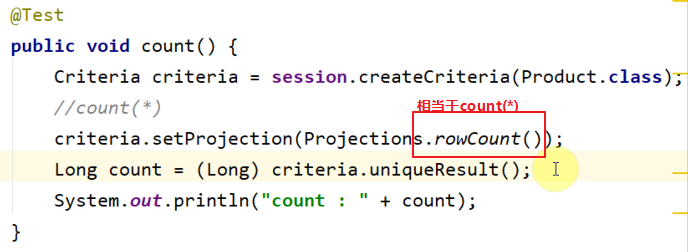 @Test
public void count() {
Criteria criteria = session.createCriteria(Product.class);
//count(*)
相当于count(*)
criteria.setProjection(Projections.rowCount());
Long count = (Long) criteria.uniqueResult();
System.out.println("count : " + count);
}